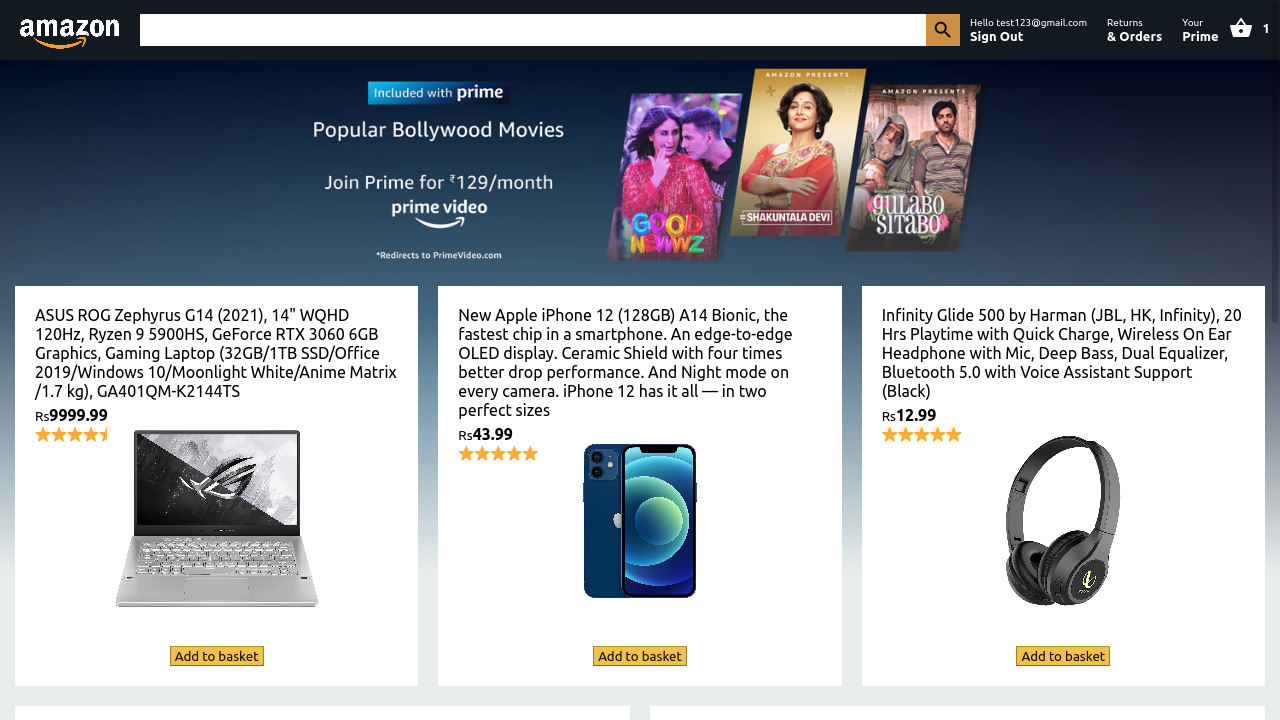 amazon
Hello test123@gmail.com
Sign Out
Returns
& Orders
Your
Prime
1
Included with prime
Popular Bollywood Movies
Join Prime for ₹129/month
prime video
*Redirects to PrimeVideo.com
GOOD NEWWZ
AMAZON PRESENTS
SHAKUNTALA DEVI
AMAZON PRESENTS
GULABO SITABO
ASUS ROG Zephyrus G14 (2021), 14" WQHD
120Hz, Ryzen 9 5900HS, GeForce RTX 3060 6GB
Graphics, Gaming Laptop (32GB/1TB SSD/Office
2019/Windows 10/Moonlight White/Anime Matrix
/1.7 kg), GA401QM-K2144TS
Rs9999.99
Add to basket
New Apple iPhone 12 (128GB) A14 Bionic, the
fastest chip in a smartphone. An edge-to-edge
OLED display. Ceramic Shield with four times
better drop performance. And Night mode on
every camera. iPhone 12 has it all — in two
perfect sizes
Rs43.99
Add to basket
Infinity Glide 500 by Harman (JBL, HK, Infinity), 20
Hrs Playtime with Quick Charge, Wireless On Ear
Headphone with Mic, Deep Bass, Dual Equalizer,
Bluetooth 5.0 with Voice Assistant Support
(Black)
Rs12.99
Add to basket